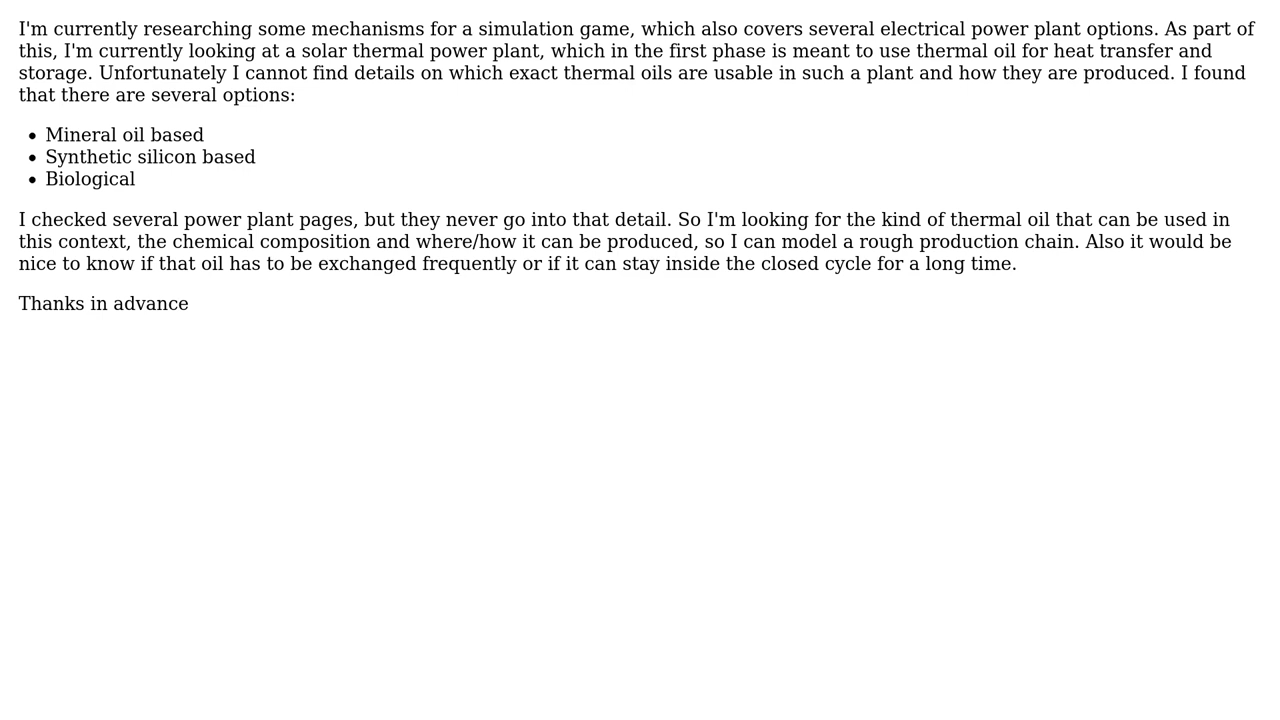 I'm currently researching some mechanisms for a simulation game, which also covers several electrical power plant options. As part of
this, I'm currently looking at a solar thermal power plant, which in the first phase is meant to use thermal oil for heat transfer and
storage. Unfortunately I cannot find details on which exact thermal oils are usable in such a plant and how they are produced. I found
that there are several options:
• Mineral oil based
• Synthetic silicon based
• Biological
I checked several power plant pages, but they never go into that detail. So I'm looking for the kind of thermal oil that can be used in
this context, the chemical composition and where/how it can be produced, so I can model a rough production chain. Also it would be
nice to know if that oil has to be exchanged frequently or if it can stay inside the closed cycle for a long time.
Thanks in advance